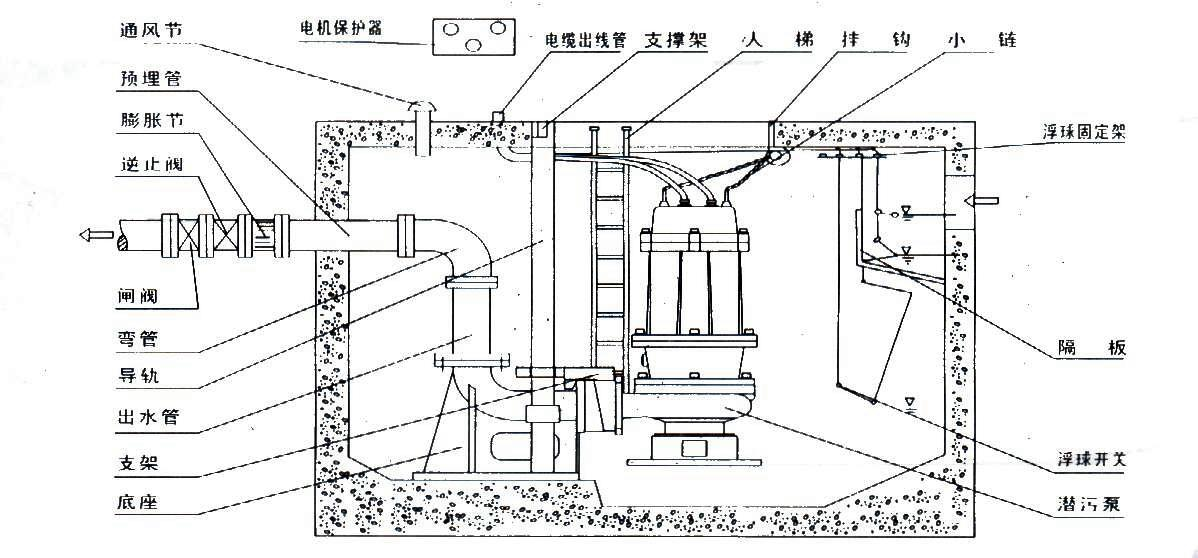 通风节
电机保护器
电缆出线管
支撑架
人梯
挂钩
小链
预埋管
膨胀节
逆止阀
浮球固定架
闸阀
弯管
导轨
出水管
支架
底座
隔板
浮球开关
潜污泵